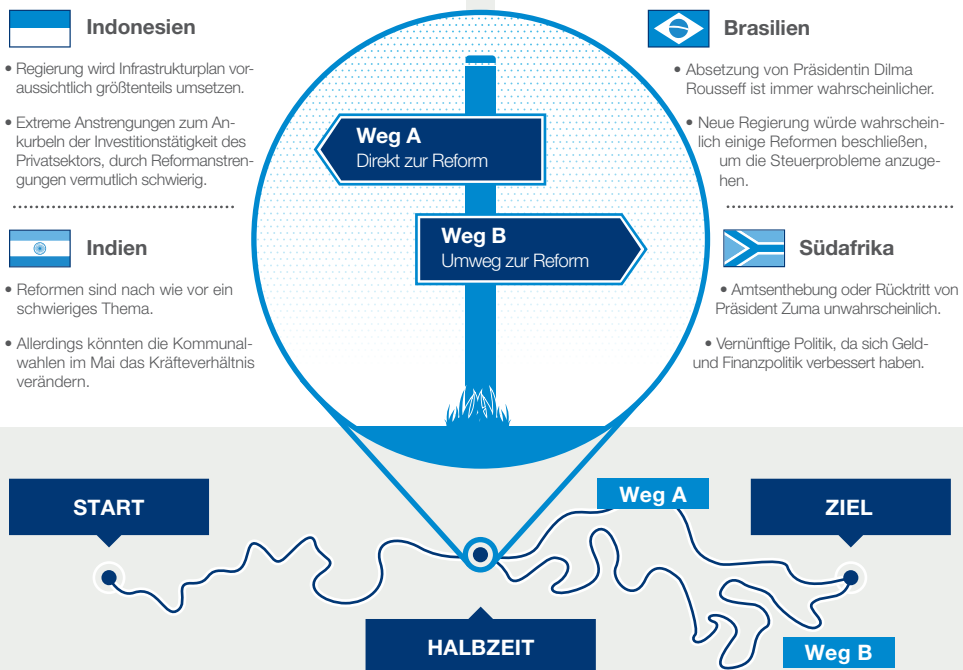 Indonesien
• Regierung wird Infrastrukturplan vor-
aussichtlich größtenteils umsetzen.
• Extreme Anstrengungen zum An-
kurbeln der Investitionstätigkeit des
Privatsektors, durch Reformanstren-
gungen vermutlich schwierig.
Indien
• Reformen sind nach wie vor ein
schwieriges Thema.
• Allerdings könnten die Kommunal-
wahlen im Mai das Kräfteverhältnis
verändern.
Weg A
Direkt zur Reform
Weg B
Umweg zur Reform
Brasilien
• Absetzung von Präsidentin Dilma
Rousseff ist immer wahrscheinlicher.
• Neue Regierung würde wahrschein-
lich einige Reformen beschließen,
um die Steuerprobleme anzuge-
hen.
Südafrika
• Amtsenthebung oder Rücktritt von
Präsident Zuma unwahrscheinlich.
• Vernünftige Politik, da sich Geld-
und Finanzpolitik verbessert haben.
START
Weg A
ZIEL
HALBZEIT
Weg B